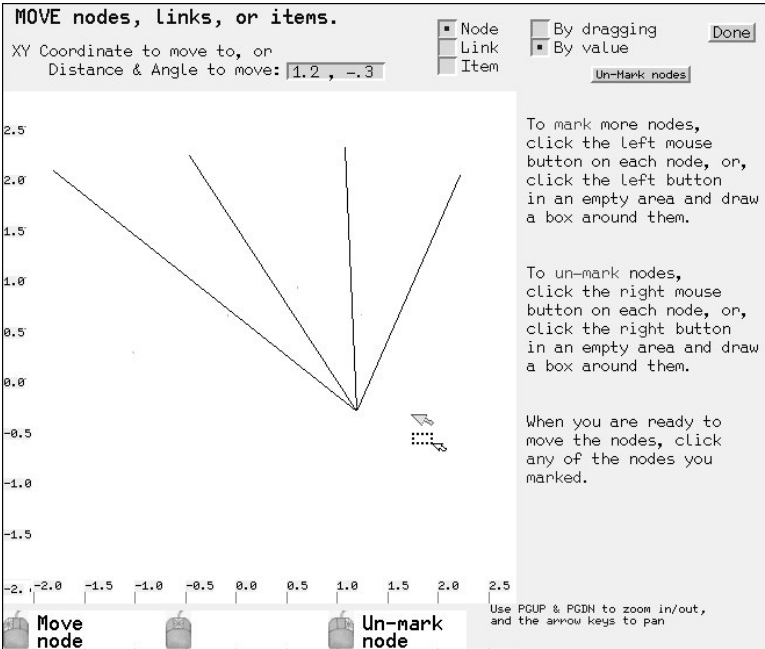 MOVE nodes, links, or items.
XY Coordinate to move to, or
Distance & Angle to move: 1.2 , -.3
Node
Link
Item
By dragging
By value
Done
Un-Mark nodes
To mark more nodes,
click the left mouse
button on each node, or,
click the left button
in an empty area and draw
a box around them.
To un-mark nodes,
click the right mouse
button on each node, or,
click the right button
in an empty area and draw
a box around them.
When you are ready to
move the nodes, click
any of the nodes you
marked.
2.5
2.0
1.5
1.0
0.5
0.0
-0.5
-1.0
-1.5
-2.
-2.0 -1.5 -1.0 -0.5 0.0 0.5 1.0 1.5 2.0 2.5
Move
node
Un-mark
node
Use PGUP & PGDN to zoom in/out,
and the arrow keys to pan